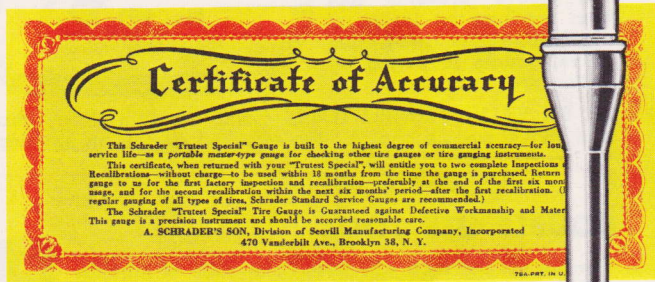 Certificate of Accuracy
This Schrader "Trutest Special" Gauge is built to the highest degree of commercial accuracy—for long
service life—as a portable master-type gauge for checking other tire gauges or tire gauging instruments.
This certificate, when returned with your "Trutest Special", will entitle you to two complete Inspections
Recalibrations—without charge—to be used within 18 months from the time the gauge is purchased. Return
gauge to us for the first factory inspection and recalibration—preferably at the end of the first six mon
usage, and for the second recalibration within the next six months' period—after the first recalibration. (
regular gauging of all types of tires, Schrader Standard Service Gauges are recommended.)
The Schrader "Trutest Special" Tire Gauge is Guaranteed against Defective Workmanship and Mater
This gauge is a precision instrument and should be accorded reasonable care.
A. SCHRADER'S SON, Division of Scovill Manufacturing Company, Incorporated
470 Vanderbilt Ave., Brooklyn 38, N. Y.
PRT. IN U.